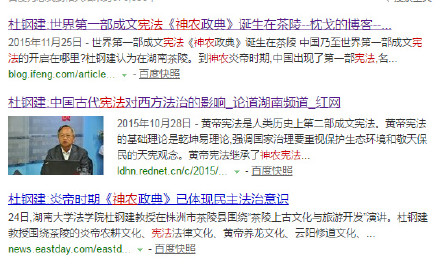 杜钢建:世界第一部成文宪法《神农政典》诞生在茶陵--枕戈的博客-...
2015年11月25日 - 世界第一部成文宪法《神农政典》诞生在茶陵 中国乃至世界第一部成文宪
法的开启在哪里?杜钢建认为在湖南茶陵。到神农炎帝时期,中国出现了第一部宪法,名...
blog.ifeng.com/article... - 百度快照
杜钢建:中国古代宪法对西方法治的影响_论道湖南频道_红网
2015年10月28日 - 黄帝宪法是人类历史上第二部成文宪法。黄帝宪法
的基础理论是乾坤易理,强调国家治理要重视保护生态环境和敬天保
民的天宪观念。黄帝宪法继承了神农宪法...
ldhn.rednet.cn/c/2015/... - 百度快照
杜钢建:炎帝时期《神农政典》已体现民主法治意识
24日,湖南大学法学院杜钢建教授在株洲市茶陵县围绕"茶陵上古文化与旅游开发"演讲。杜钢
建教授围绕茶陵的炎帝农耕文化、宪法法律文化、黄帝养龙文化、云阳修道文化、...
news.eastday.com/eastd... - 百度快照